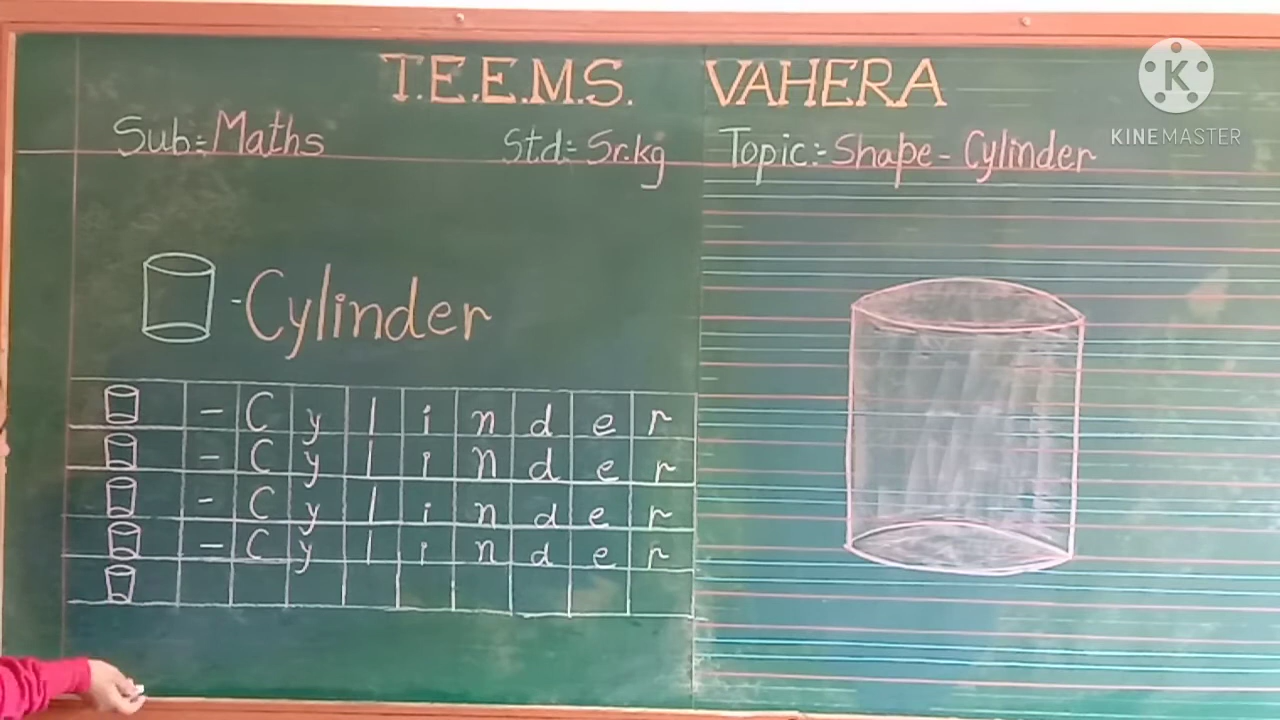 T.E.E.M.S. VAHERA
Sub:- Maths Std:- Sr.kg Topic:- Shape - Cylinder
K
KINEMASTER
- Cylinder
- C y l i n d e r
- C y l i n d e r
- C y l i n d e r
- C y l i n d e r